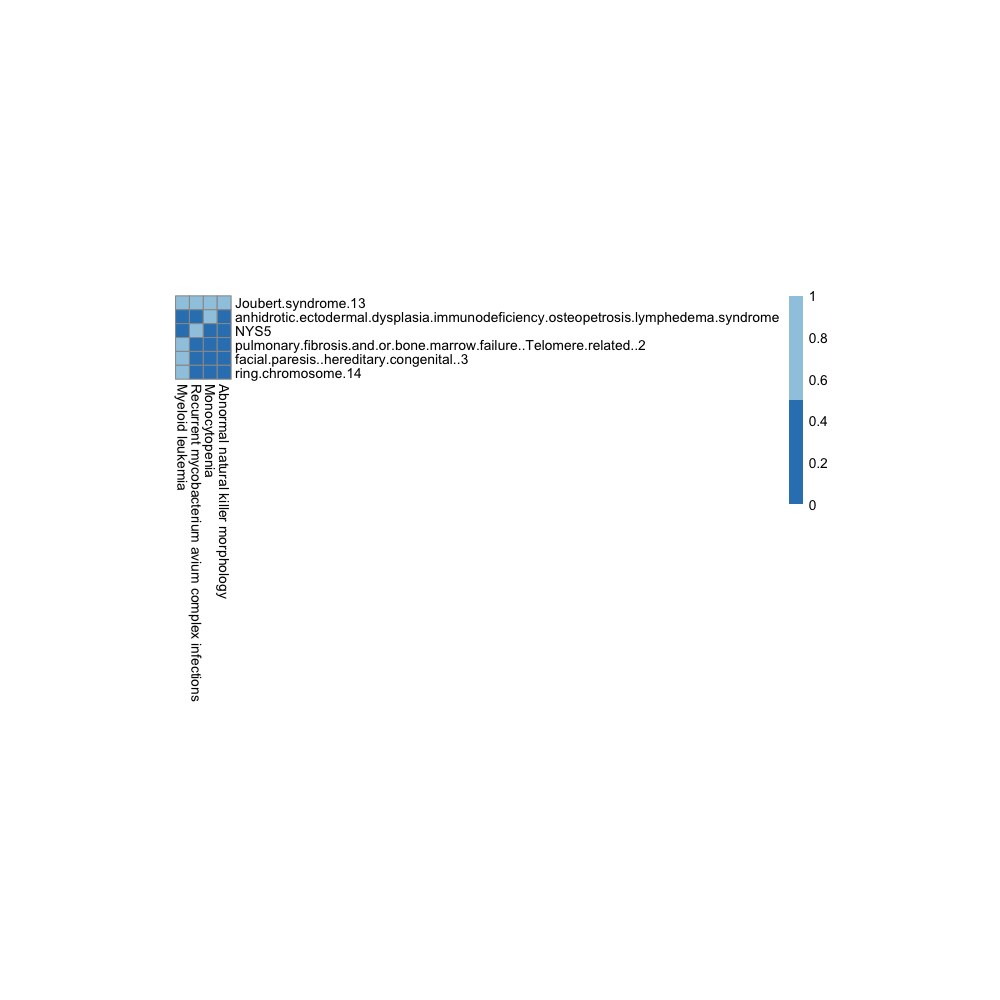 Joubert.syndrome.13
anhidrotic.ectodermal.dysplasia.immunodeficiency.osteopetrosis.lymphedema.syndrome
NYS5
pulmonary.fibrosis.and.or.bone.marrow.failure..Telomere.related..2
facial.paresis..hereditary.congenital..3
ring.chromosome.14
Myeloid leukemia
Recurrent mycobacterium avium complex infections
Monocytopenia
Abnormal natural killer morphology
1
0.8
0.6
0.4
0.2
0